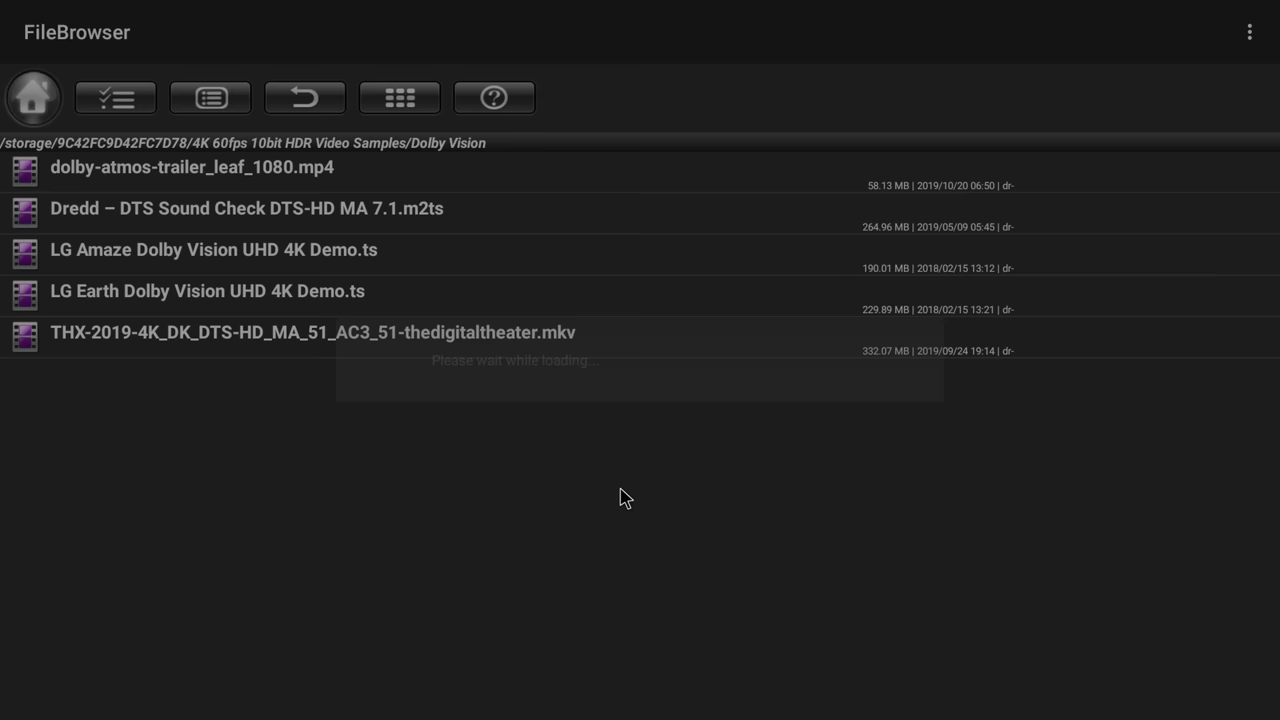 FileBrowser
/storage/9C42FC9D42FC7D78/4K 60fps 10bit HDR Video Samples/Dolby Vision
dolby-atmos-trailer_leaf_1080.mp4
58.13 MB | 2019/10/20 06:50 | dr-
Dredd – DTS Sound Check DTS-HD MA 7.1.m2ts
264.96 MB | 2019/05/09 05:45 | dr-
LG Amaze Dolby Vision UHD 4K Demo.ts
190.01 MB | 2018/02/15 13:12 | dr-
LG Earth Dolby Vision UHD 4K Demo.ts
229.89 MB | 2018/02/15 13:21 | dr-
THX-2019-4K_DK_DTS-HD_MA_51_AC3_51-thedigitaltheater.mkv
332.07 MB | 2019/09/24 19:14 | dr-
Please wait while loading...